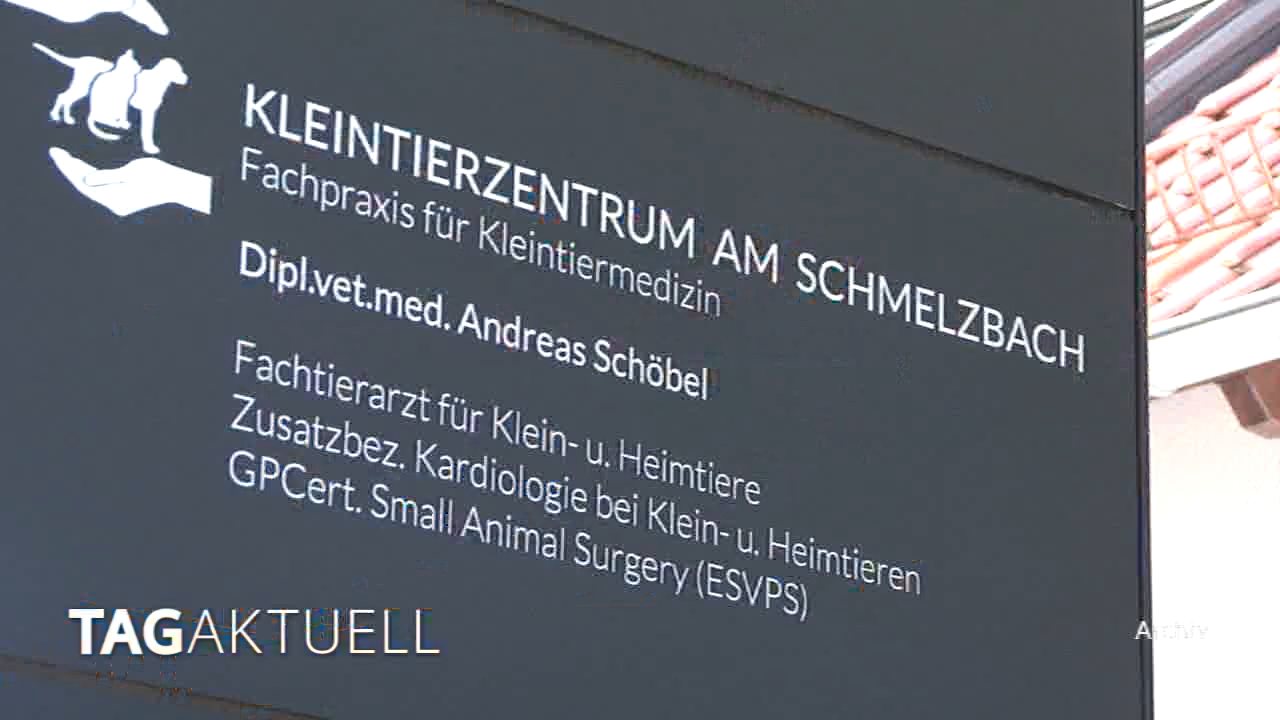 KLEINTIERZENTRUM AM SCHMELZBACH
Fachpraxis für Kleintiermedizin
Dipl.vet.med. Andreas Schöbel
Fachtierarzt für Klein- u. Heimtiere
Zusatzbez. Kardiologie bei Klein- u. Heimtieren
GPCert. Small Animal Surgery (ESVPS)
TAGAKTUELL
Archiv